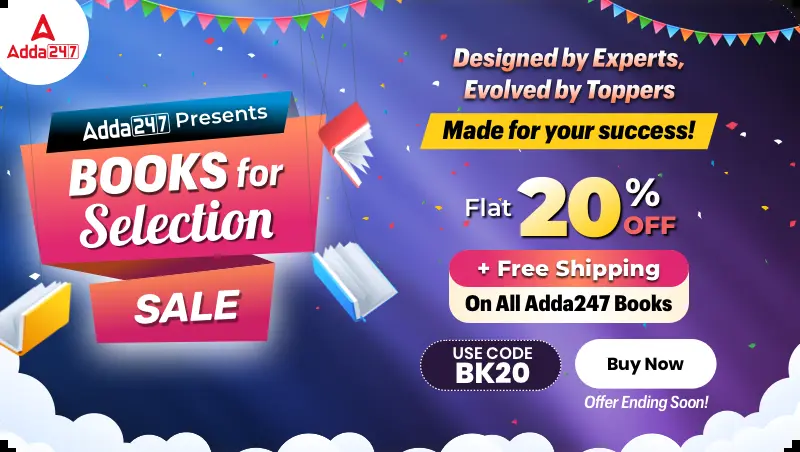 Adda247
Adda247 Presents
BOOKS for
Selection
SALE
Designed by Experts,
Evolved by Toppers
Made for your success!
Flat 20% OFF
+ Free Shipping
On All Adda247 Books
USE CODE
BK20
Buy Now
Offer Ending Soon!